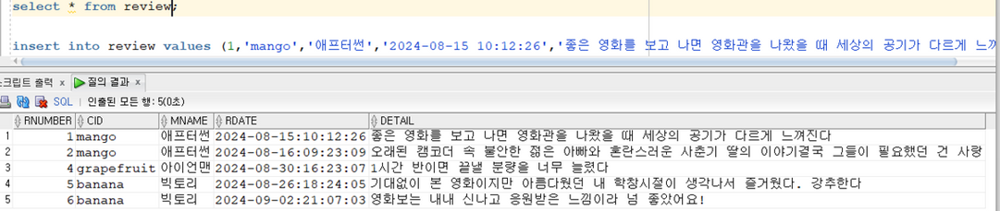 select * from review;
insert into review values (1,'mango','애프터썬','2024-08-15 10:12:26','좋은 영화를 보고 나면 영화관을 나왔을 때 세상의 공기가 다르게 느껴
스크립트 출력 x 질의 결과 x
SQL | 인출된 모든 행: 5(0초)
RNUMBER CID MNAME RDATE DETAIL
1 1 mango 애프터썬 2024-08-15:10:12:26 좋은 영화를 보고 나면 영화관을 나왔을 때 세상의 공기가 다르게 느껴진다
2 2 mango 애프터썬 2024-08-16:09:23:09 오래된 캠코더 속 불안한 젊은 아빠와 혼란스러운 사춘기 딸의 이야기결국 그들이 필요했던 건 사랑
3 4 grapefruit 아이언맨 2024-08-30:16:23:07 1시간 반이면 끝낼 분량을 너무 늘렸다
4 5 banana 빅토리 2024-08-26:18:24:05 기대없이 본 영화이지만 아름다웠던 내 학창시절이 생각나서 즐거웠다. 강추한다
5 6 banana 빅토리 2024-09-02:21:07:03 영화보는 내내 신나고 응원받은 느낌이라 넘 좋았어요!